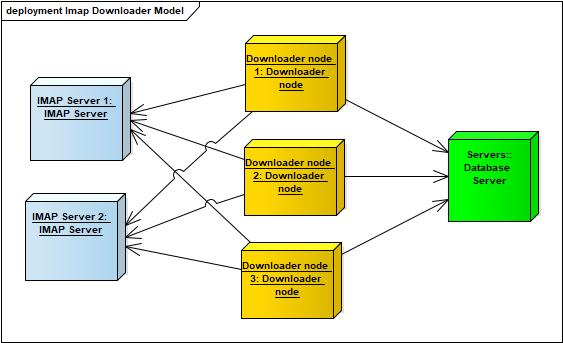 deployment Imap Downloader Model
Downloader node
1: Downloader
node
IMAP Server 1:
IMAP Server
Downloader node
2: Downloader
node
Servers::
Database
Server
IMAP Server 2:
IMAP Server
Downloader node
3: Downloader
node